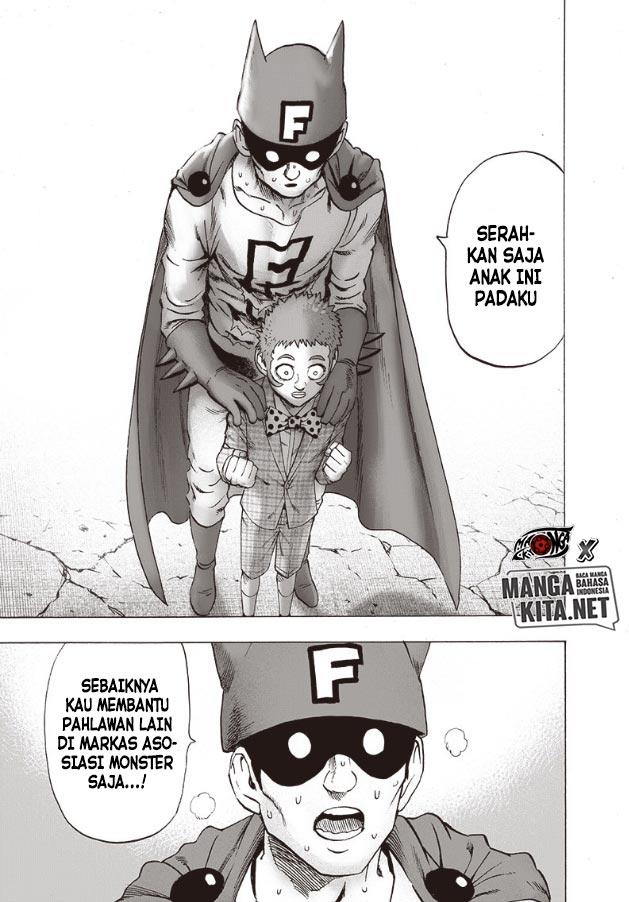 F
F
SERAH-
KAN SAJA
ANAK INI
PADAKU
X
MANGA
KITA.NET
BACA MANGA
BAHASA
INDONESIA
F
SEBAIKNYA
KAU MEMBANTU
PAHLAWAN LAIN
DI MARKAS ASO-
SIASI MONSTER
SAJA...!